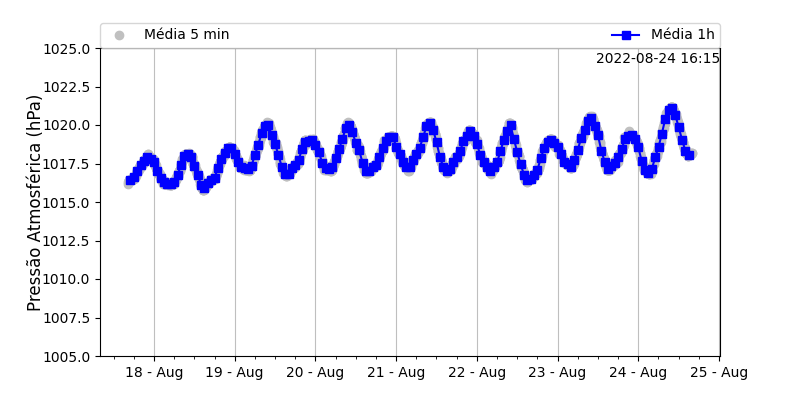 Média 5 min
Média 1h
2022-08-24 16:15
Pressão Atmosférica (hPa)
1025.0
1022.5
1020.0
1017.5
1015.0
1012.5
1010.0
1007.5
1005.0
18 - Aug
19 - Aug
20 - Aug
21 - Aug
22 - Aug
23 - Aug
24 - Aug
25 - Aug